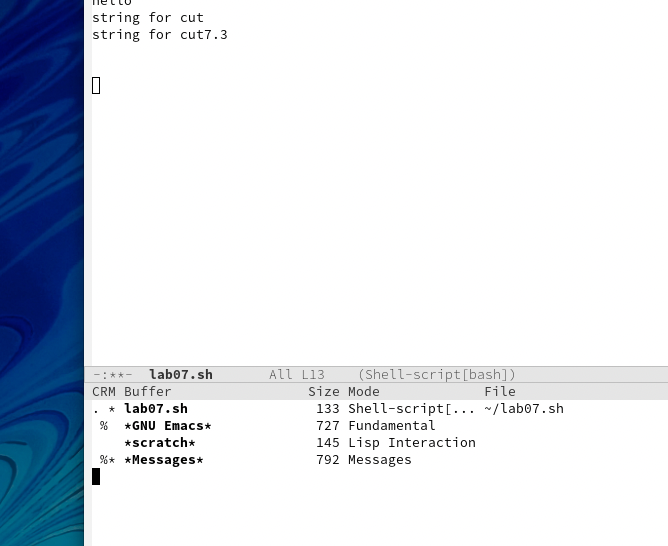 hello
string for cut
string for cut7.3
-:**-  lab07.sh       All L13    (Shell-script[bash])
CRM Buffer                 Size Mode              File
. * lab07.sh                133 Shell-script[... ~/lab07.sh
 %  *GNU Emacs*             727 Fundamental
    *scratch*               145 Lisp Interaction
 %* *Messages*              792 Messages